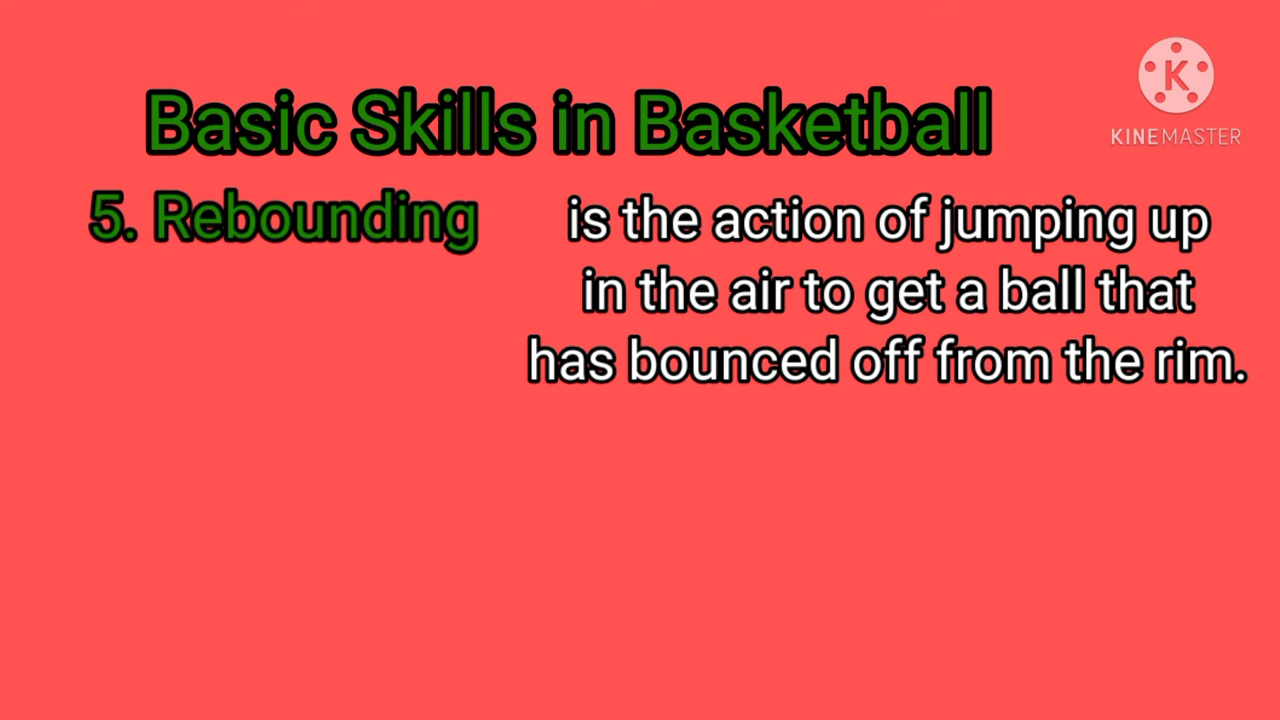 Basic Skills in Basketball
5. Rebounding
is the action of jumping up
in the air to get a ball that
has bounced off from the rim.
K
KINEMASTER